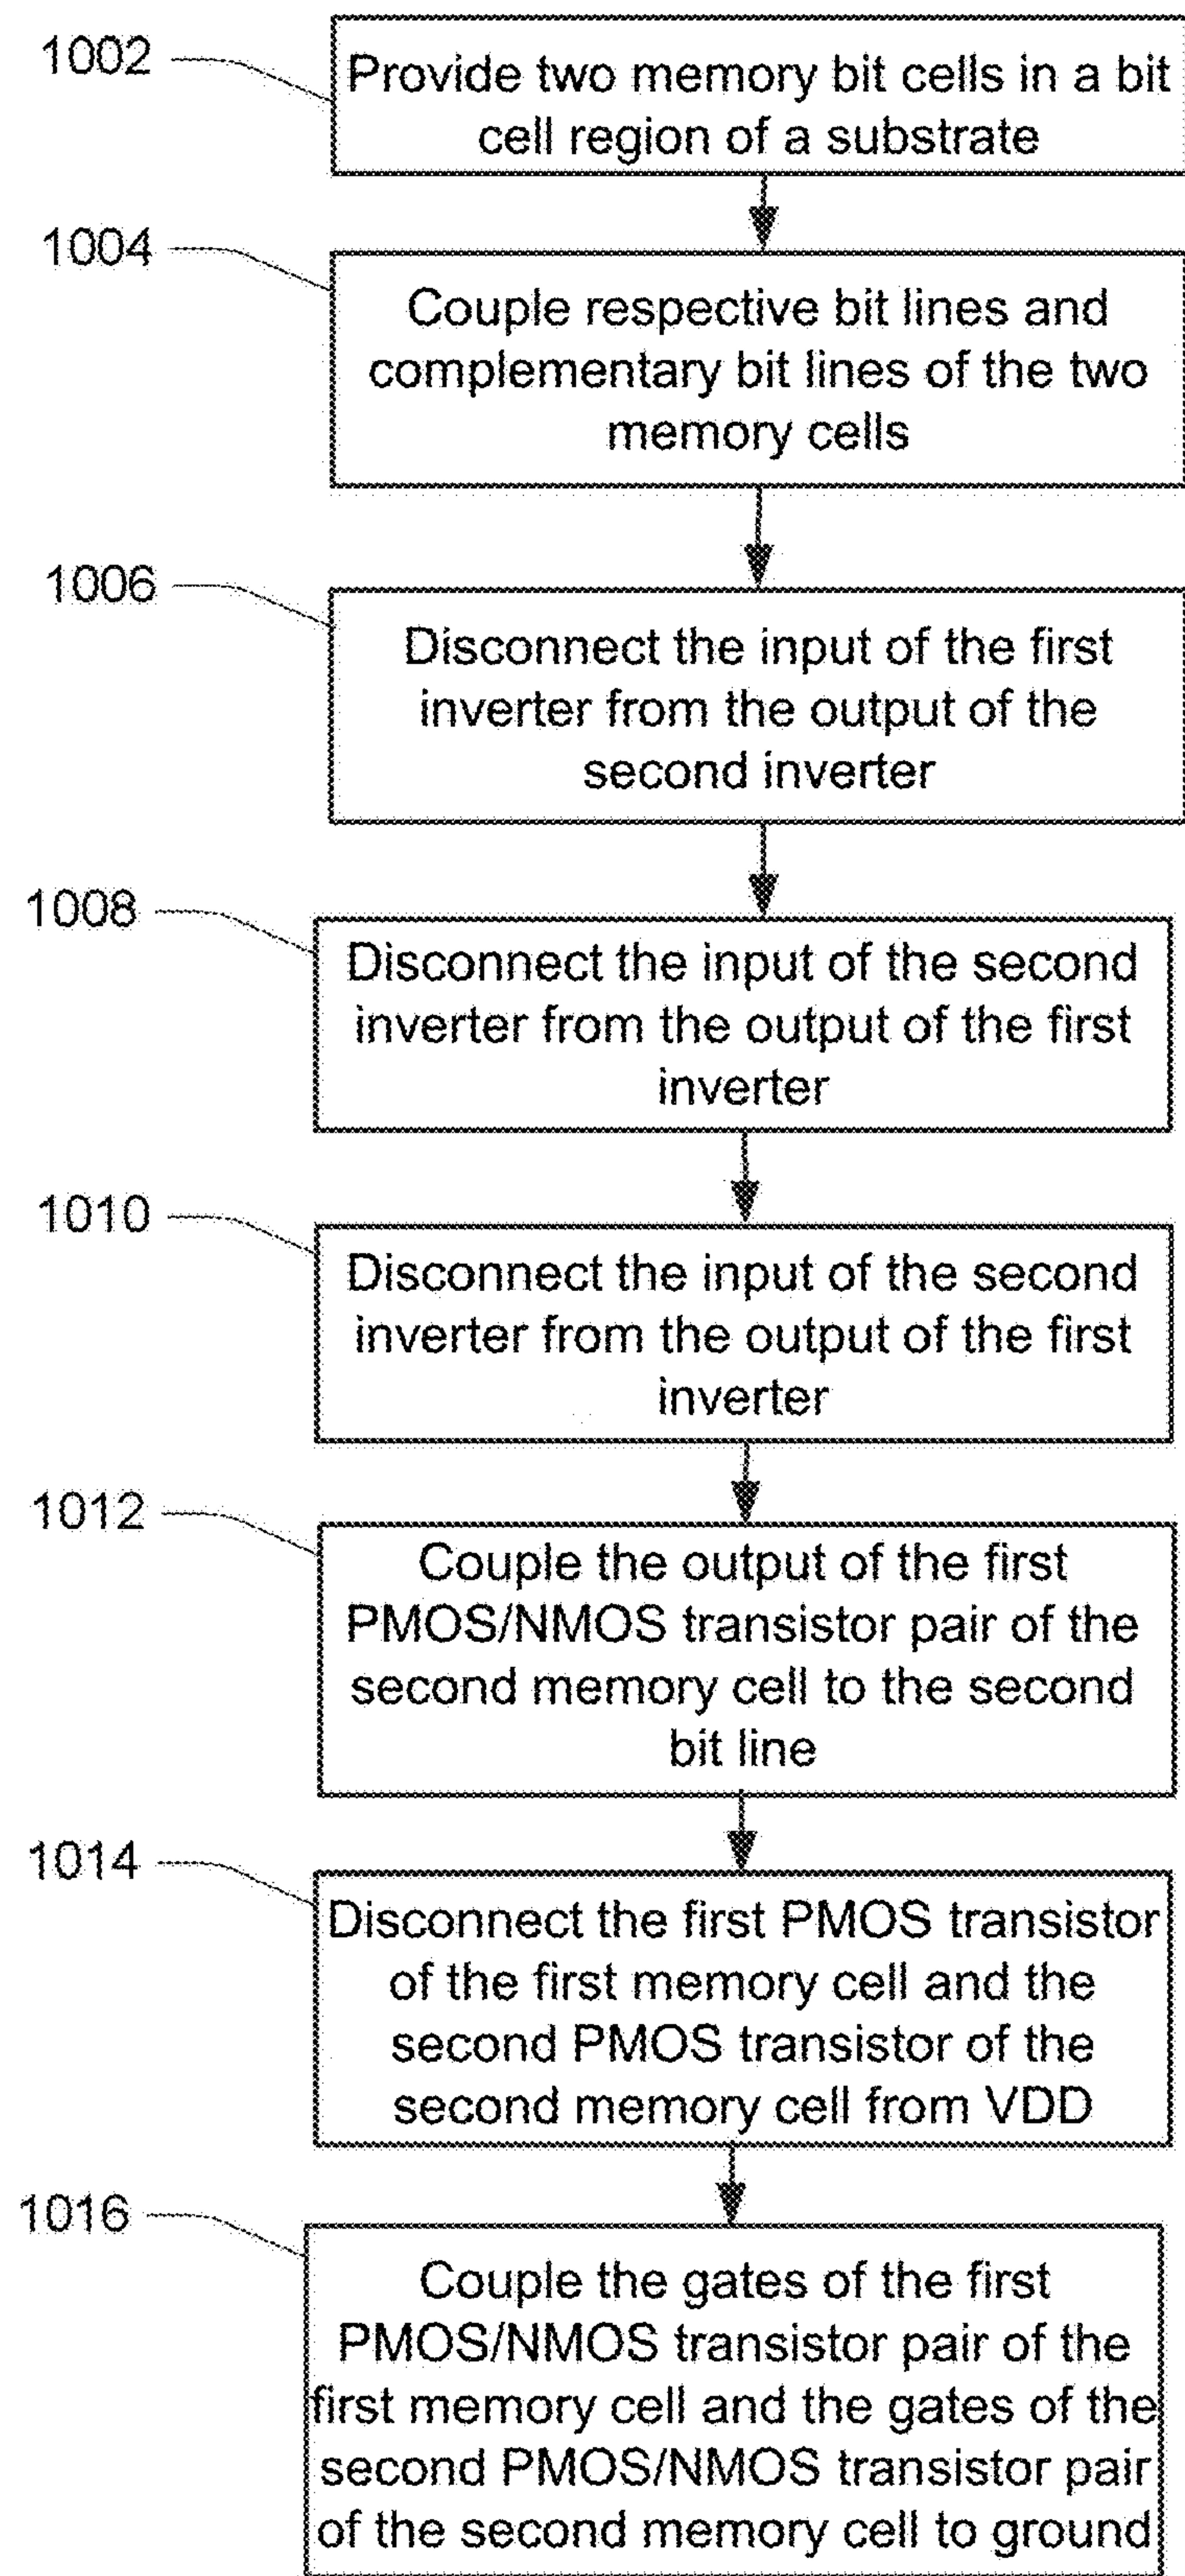 1002
Provide two memory bit cells in a bit
cell region of a substrate
1004
Couple respective bit lines and
complementary bit lines of the two
memory cells
1006
Disconnect the input of the first
inverter from the output of the
second inverter
1008
Disconnect the input of the second
inverter from the output of the first
inverter
1010
Disconnect the input of the second
inverter from the output of the first
inverter
1012
Couple the output of the first
PMOS/NMOS transistor pair of the
second memory cell to the second
bit line
1014
Disconnect the first PMOS transistor
of the first memory cell and the
second PMOS transistor of the
second memory cell from VDD
1016
Couple the gates of the first
PMOS/NMOS transistor pair of the
first memory cell and the gates of the
second PMOS/NMOS transistor pair
of the second memory cell to ground